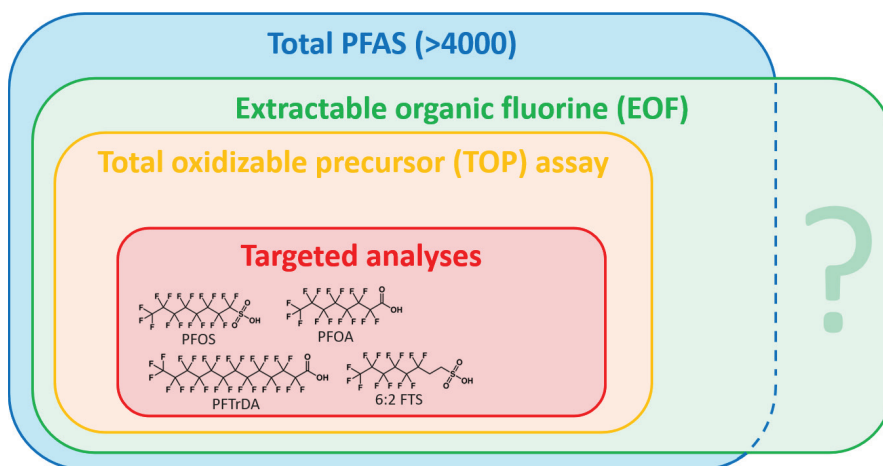 Total PFAS (>4000)
Extractable organic fluorine (EOF)
Total oxidizable precursor (TOP) assay
?
Targeted analyses
PFOS
PFOA
PFTrDA
6:2 FTS